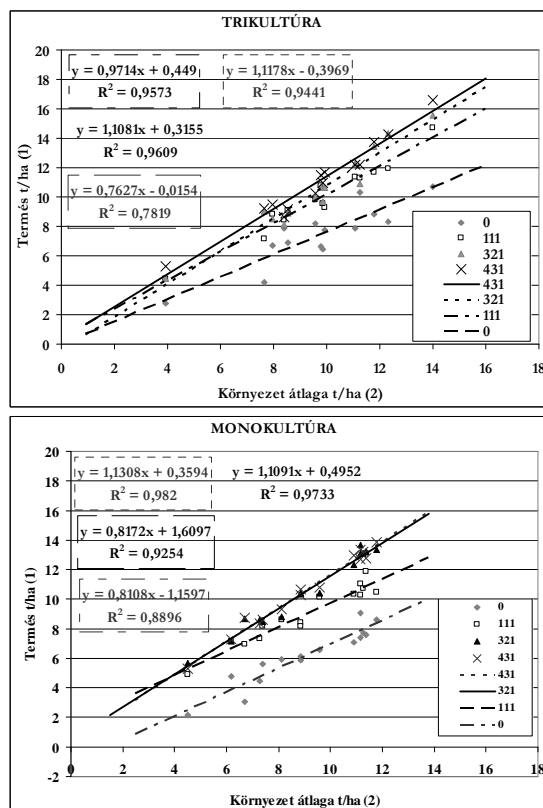 TRIKULTÚRA
20
18
16
14
12
10
8
6
4
2
0
Termés t/ha (1)
y = 0,9714x + 0,449
R² = 0,9573
y = 1,1178x - 0,3969
R² = 0,9441
y = 1,1081x + 0,3155
R² = 0,9609
y = 0,7627x - 0,0154
R² = 0,7819
0
111
321
431
431
321
111
0
0 2 4 6 8 10 12 14 16 18
Környezet átlaga t/ha (2)
MONOKULTÚRA
20
18
16
14
12
10
8
6
4
2
0
-2
Termés t/ha (1)
y = 1,1308x + 0,3594
R² = 0,982
y = 1,1091x + 0,4952
R² = 0,9733
y = 0,8172x + 1,6097
R² = 0,9254
y = 0,8108x - 1,1597
R² = 0,8896
0
111
321
431
431
321
111
0
0 2 4 6 8 10 12 14 16 18
Környezet átlaga t/ha (2)